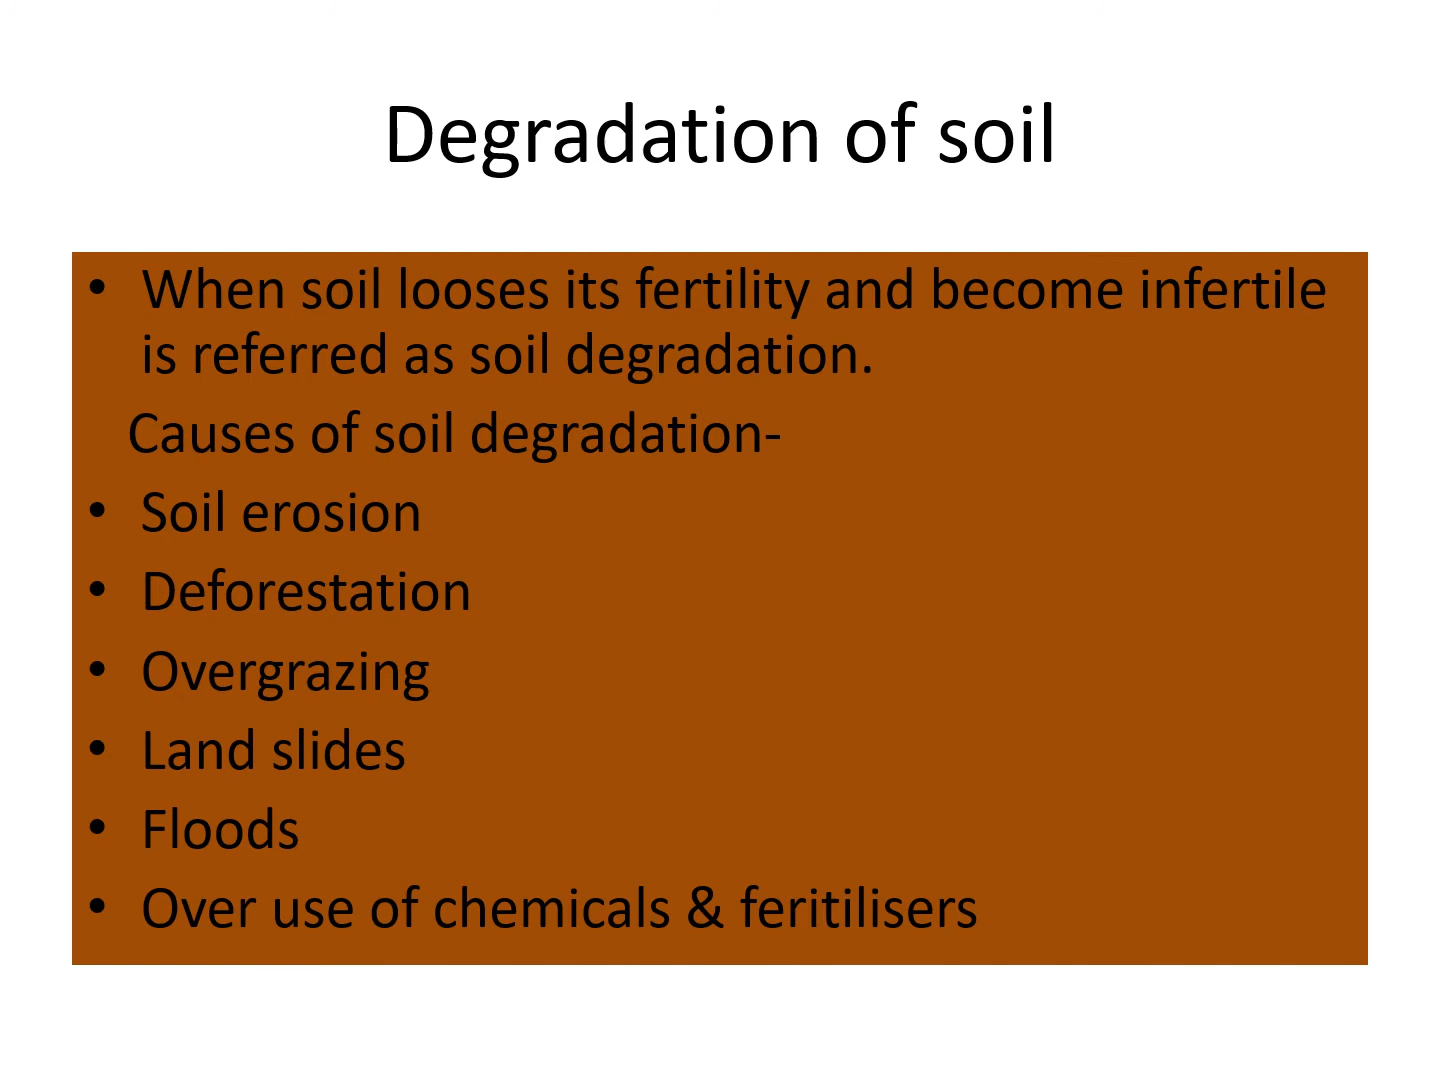 Degradation of soil
• When soil looses its fertility and become infertile
is referred as soil degradation.
Causes of soil degradation-
• Soil erosion
• Deforestation
• Overgrazing
• Land slides
• Floods
• Over use of chemicals & feritilisers